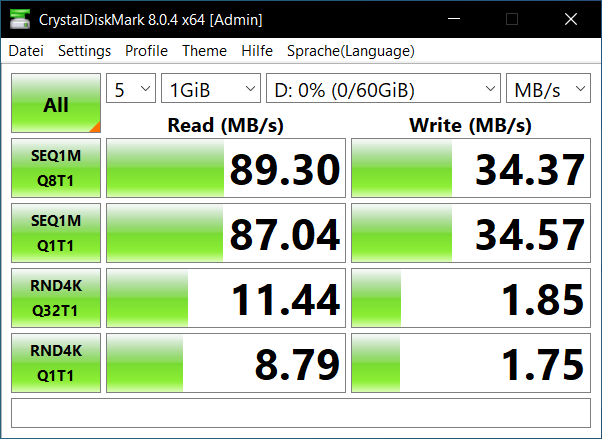 CrystalDiskMark 8.0.4 x64 [Admin]
Datei Settings Profile Theme Hilfe Sprache(Language)
All 5 1GiB D: 0% (0/60GiB) MB/s
Read (MB/s) Write (MB/s)
SEQ1M
Q8T1
89.30 34.37
SEQ1M
Q1T1
87.04 34.57
RND4K
Q32T1
11.44 1.85
RND4K
Q1T1
8.79 1.75